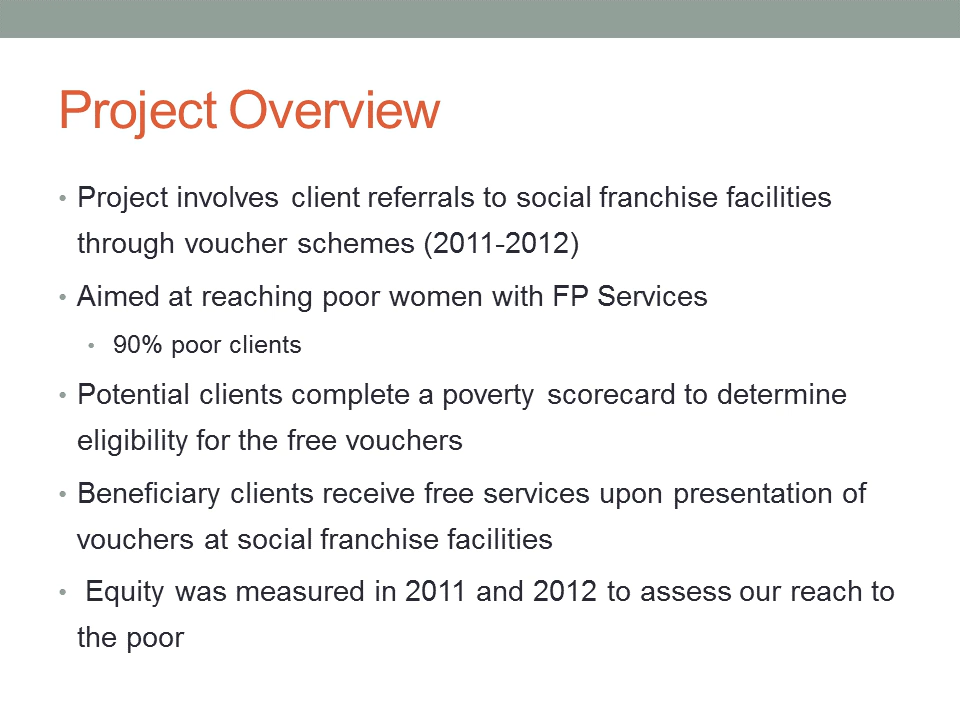 Project Overview
• Project involves client referrals to social franchise facilities
through voucher schemes (2011-2012)
• Aimed at reaching poor women with FP Services
• 90% poor clients
• Potential clients complete a poverty scorecard to determine
eligibility for the free vouchers
• Beneficiary clients receive free services upon presentation of
vouchers at social franchise facilities
• Equity was measured in 2011 and 2012 to assess our reach to
the poor